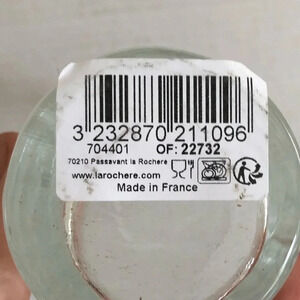 3 232870 211096
704401 OF: 22732
70210 Passavant la Rochere
www.larochere.com
Made in France